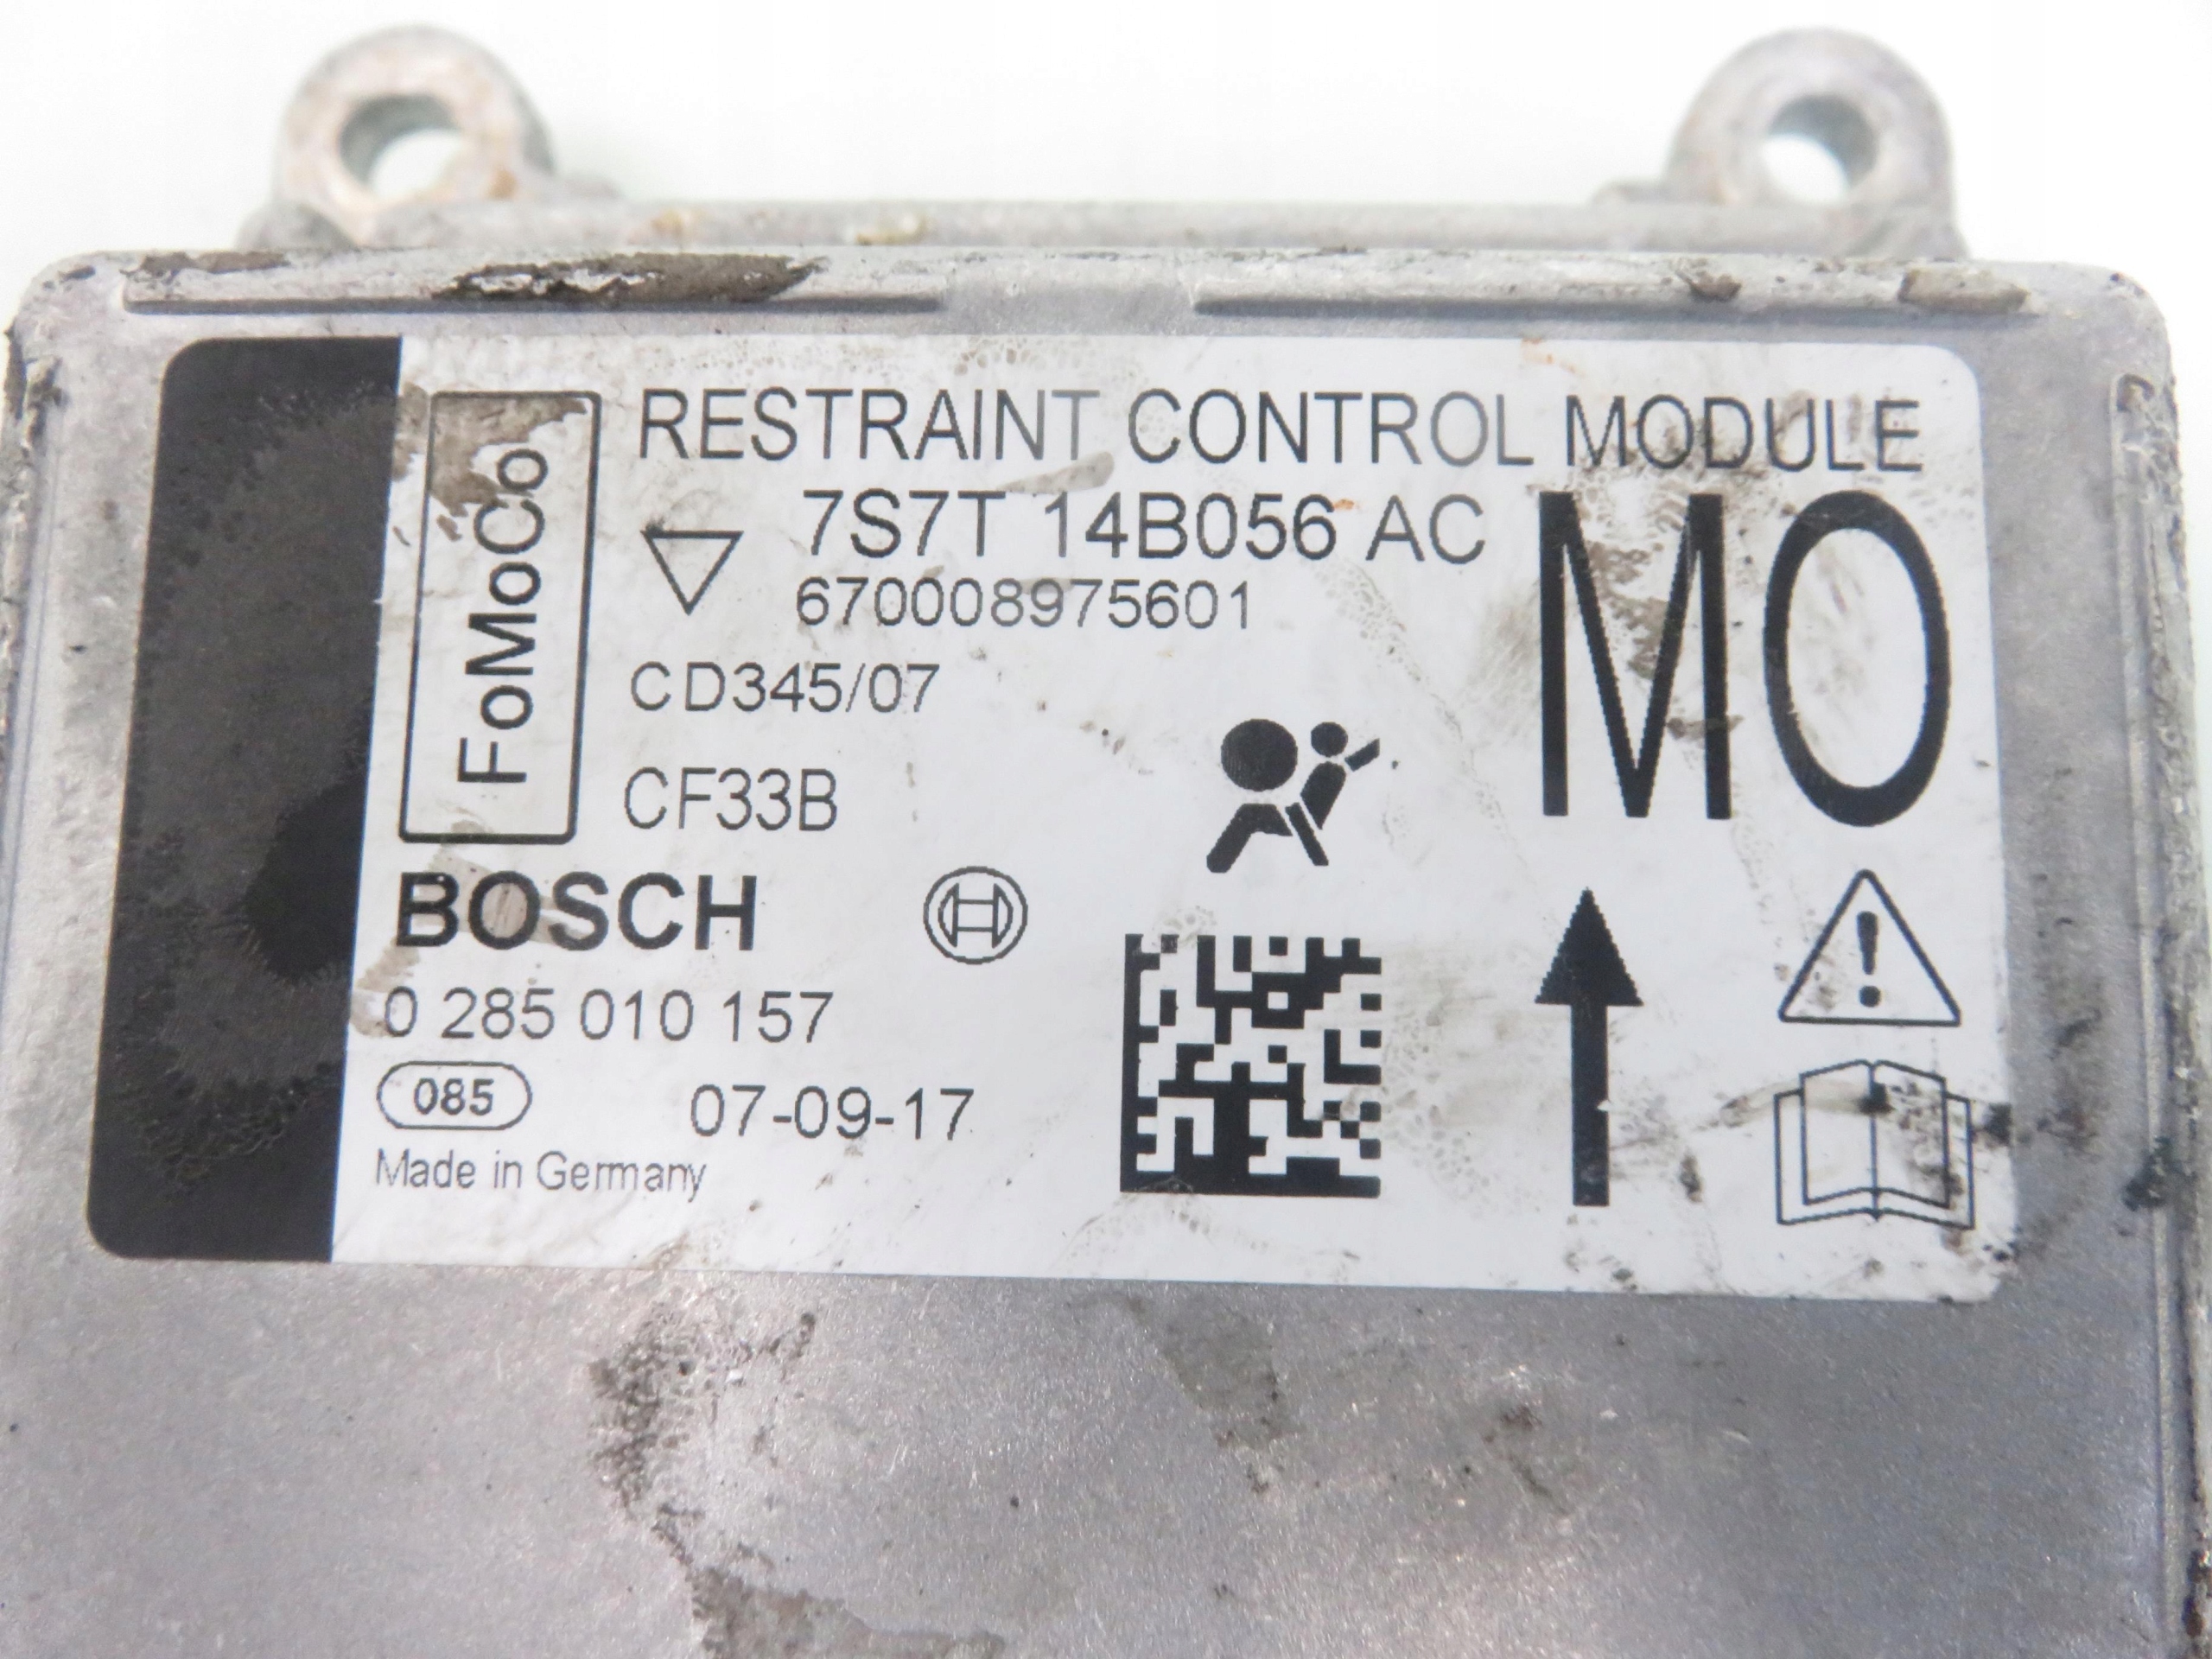 RESTRAINT CONTROL MODULE
FoMoCo
7S7T 14B056 AC
670008975601
MO
CD345/07
CF33B
BOSCH
0 285 010 157
085
07-09-17
Made in Germany